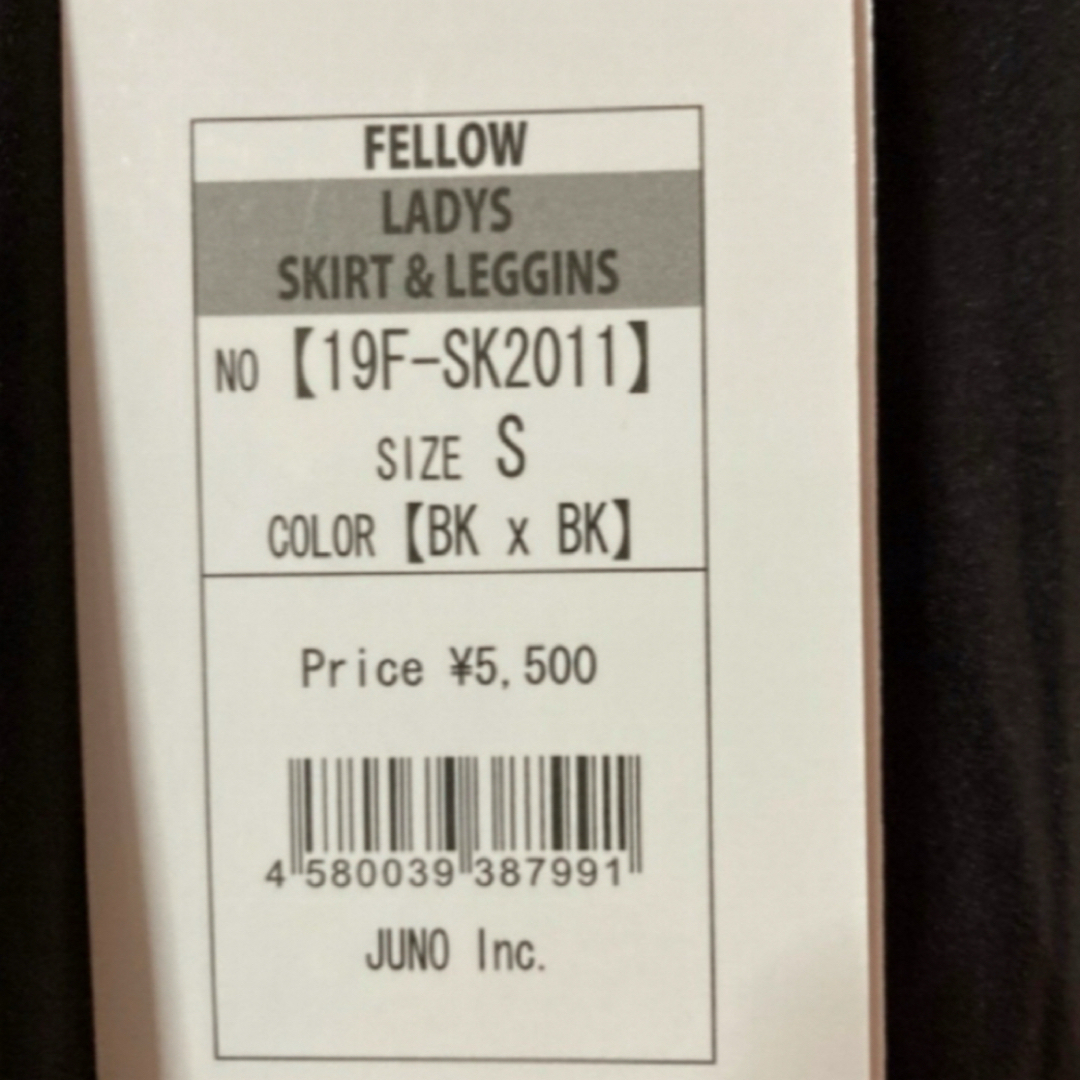 FELLOW
LADYS
SKIRT & LEGGINS
NO【19F-SK2011】
SIZE S
COLOR【BK x BK】
Price ¥5,500
4 580039 387991
JUNO Inc.